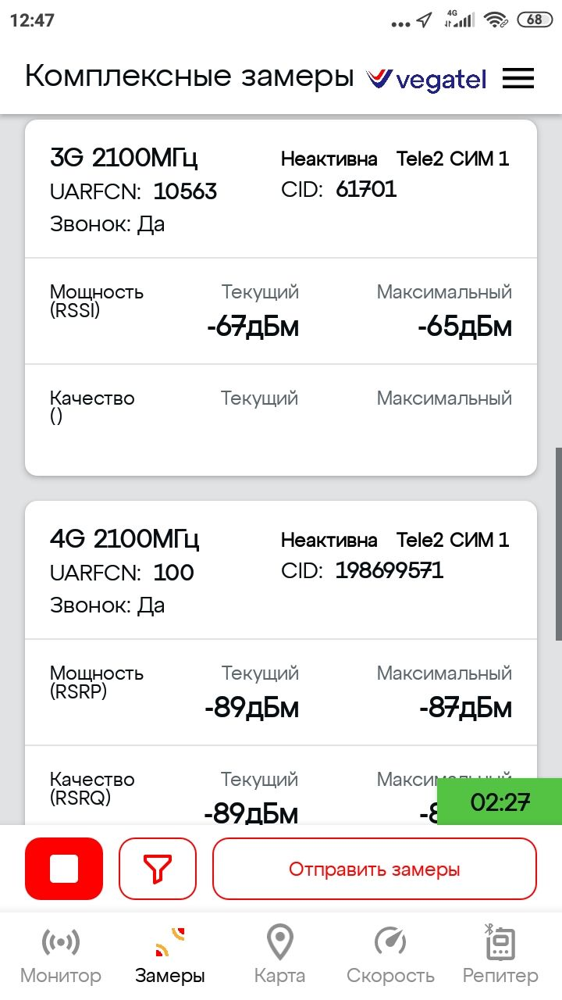 12:47
4G
68
Комплексные замеры vegatel
3G 2100МГц Неактивна Tele2 СИМ 1
UARFCN: 10563 CID: 61701
Звонок: Да
Мощность Текущий Максимальный
(RSSI) -67дБм -65дБм
Качество Текущий Максимальный
()
4G 2100МГц Неактивна Tele2 СИМ 1
UARFCN: 100 CID: 198699571
Звонок: Да
Мощность Текущий Максимальный
(RSRP) -89дБм -87дБм
Качество Текущий
(RSRQ) -89дБм
02:27
Отправить замеры
Монитор Замеры Карта Скорость Репитер